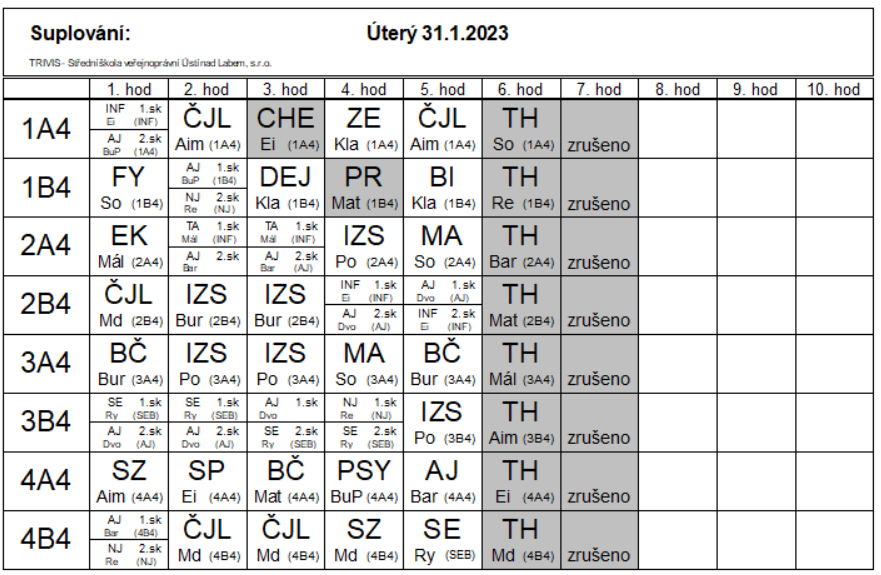 Suplování: Úterý 31.1.2023
TRIVIS - Střední škola veřejnoprávní Ústí nad Labem, s.r.o.
1. hod 2. hod 3. hod 4. hod 5. hod 6. hod 7. hod 8. hod 9. hod 10. hod
1A4
INF 1.sk
Ei (INF)
AJ 2.sk
BuP (1A4)
ČJL
Aim (1A4)
CHE
Ei (1A4)
ZE
Kla (1A4)
ČJL
Aim (1A4)
TH
So (1A4)
zrušeno
1B4
FY
So (1B4)
AJ 1.sk
BuP (1B4)
NJ 2.sk
Re (NJ)
DEJ
Kla (1B4)
PR
Mat (1B4)
BI
Kla (1B4)
TH
Re (1B4)
zrušeno
2A4
EK
Mál (2A4)
TA 1.sk
Mál (INF)
AJ 2.sk
Bar
TA 1.sk
Mál (INF)
AJ 2.sk
Bar (AJ)
IZS
Po (2A4)
MA
So (2A4)
TH
Bar (2A4)
zrušeno
2B4
ČJL
Md (2B4)
IZS
Bur (2B4)
IZS
Bur (2B4)
INF 1.sk
Ei (INF)
AJ 2.sk
Dvo (AJ)
AJ 1.sk
Dvo (AJ)
INF 2.sk
Ei (INF)
TH
Mat (2B4)
zrušeno
3A4
BČ
Bur (3A4)
IZS
Po (3A4)
IZS
Po (3A4)
MA
So (3A4)
BČ
Bur (3A4)
TH
Mál (3A4)
zrušeno
3B4
SE 1.sk
Ry (SEB)
AJ 2.sk
Dvo (AJ)
SE 1.sk
Ry (SEB)
AJ 2.sk
Dvo (AJ)
AJ 1.sk
Dvo
SE 2.sk
Ry (SEB)
NJ 1.sk
Re (NJ)
SE 2.sk
Ry (SEB)
IZS
Po (3B4)
TH
Aim (3B4)
zrušeno
4A4
SZ
Aim (4A4)
SP
Ei (4A4)
BČ
Mat (4A4)
PSY
BuP (4A4)
AJ
Bar (4A4)
TH
Ei (4A4)
zrušeno
4B4
AJ 1.sk
Bar (4B4)
NJ 2.sk
Re (NJ)
ČJL
Md (4B4)
ČJL
Md (4B4)
SZ
Md (4B4)
SE
Ry (SEB)
TH
Md (4B4)
zrušeno